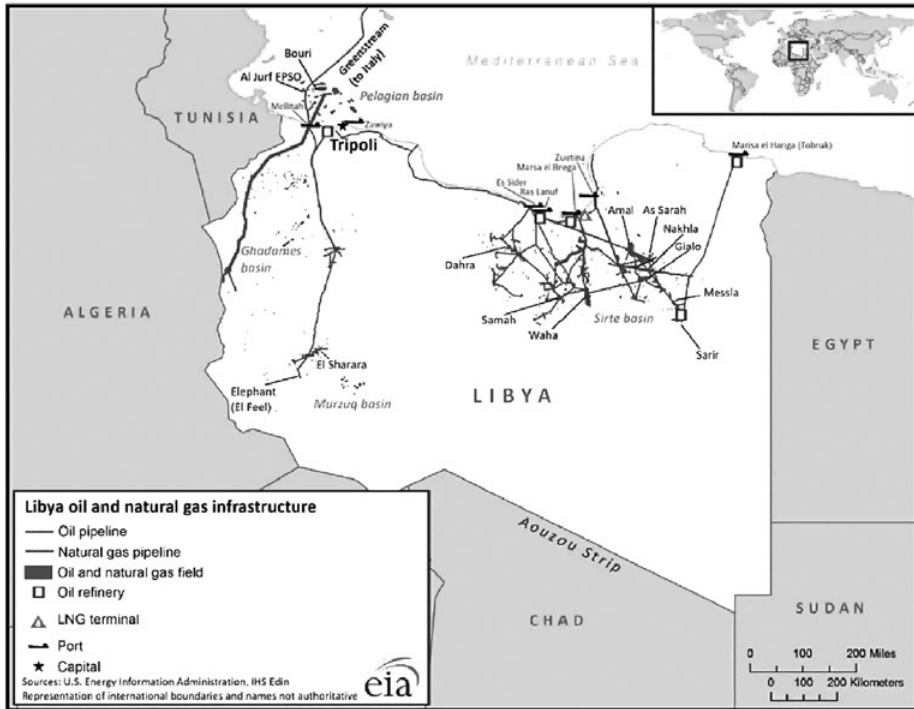 Bouri
Greenstream
(to Italy)
Mediterranean Sea
Al Jurf FPSO
Pelagian basin
Mellitah
TUNISIA
Zawiya
Tripoli
Marsa el Hariga (Tobruk)
Zuetina
Marsa el Brega
Es Sider
Ras Lanuf
Amal
As Sarah
Nakhla
Gialo
Ghadames
basin
Dahra
Messla
ALGERIA
Samah
Sirte basin
Waha
EGYPT
Sarir
El Sharara
Elephant
(El Feel)
Murzuq basin
LIBYA
Libya oil and natural gas infrastructure
Oil pipeline
Natural gas pipeline
Oil and natural gas field
Oil refinery
LNG terminal
Port
Capital
Sources: U.S. Energy Information Administration, IHS Edin
Representation of international boundaries and names not authoritative
eia
Aouzou Strip
CHAD
SUDAN
0 100 200 Miles
0 100 200 Kilometers